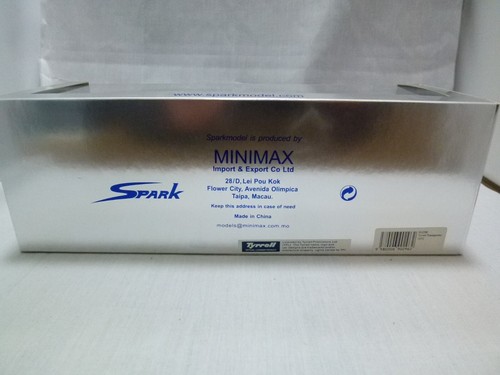 www.sparkmodel.com
Sparkmodel is produced by
MINIMAX
Import & Export Co Ltd
28/D, Lei Pou Kok
Flower City, Avenida Olimpica
Taipa, Macau.
Keep this address in case of need
Made in China
models@minimax.com.mo
SPARK
Tyrrell